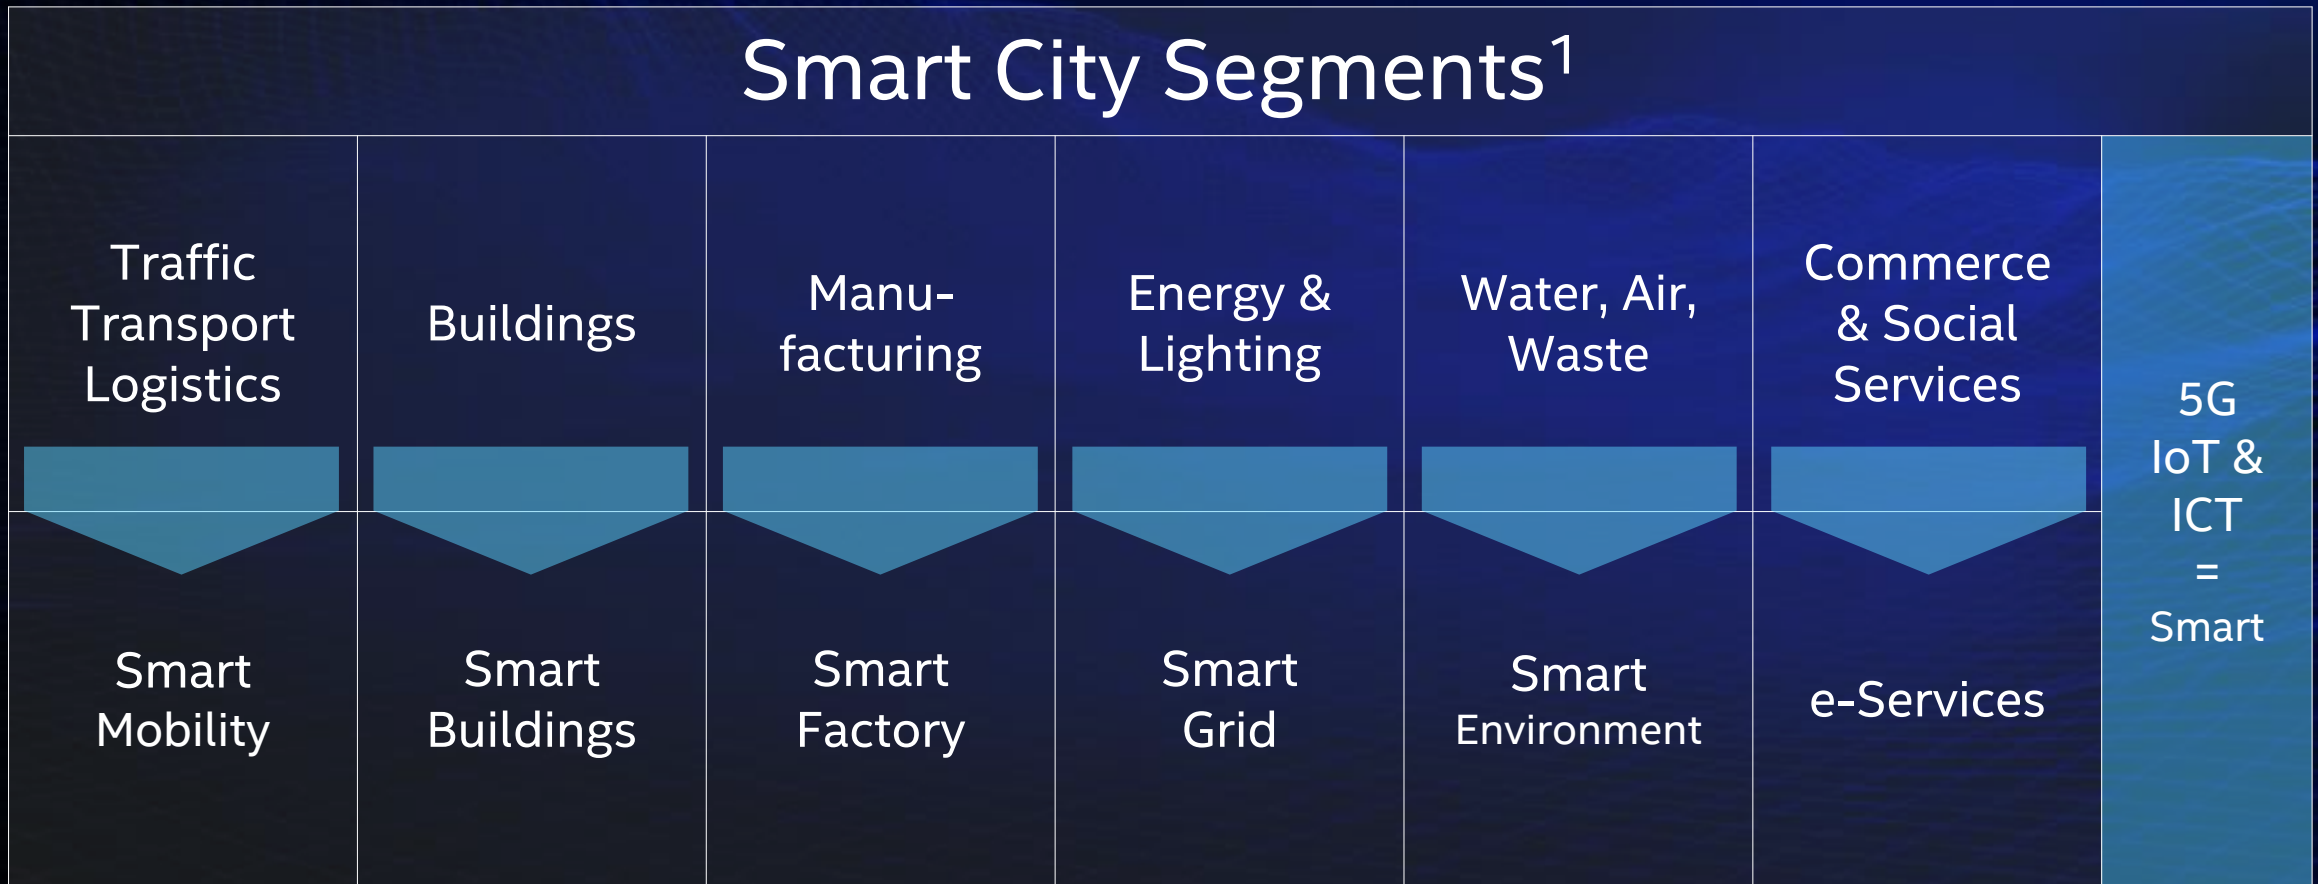 Smart City Segments¹
Traffic
Transport
Logistics
Buildings
Manu-
facturing
Energy &
Lighting
Water, Air,
Waste
Commerce
& Social
Services
5G
IoT &
ICT
=
Smart
Smart
Mobility
Smart
Buildings
Smart
Factory
Smart
Grid
Smart
Environment
e-Services